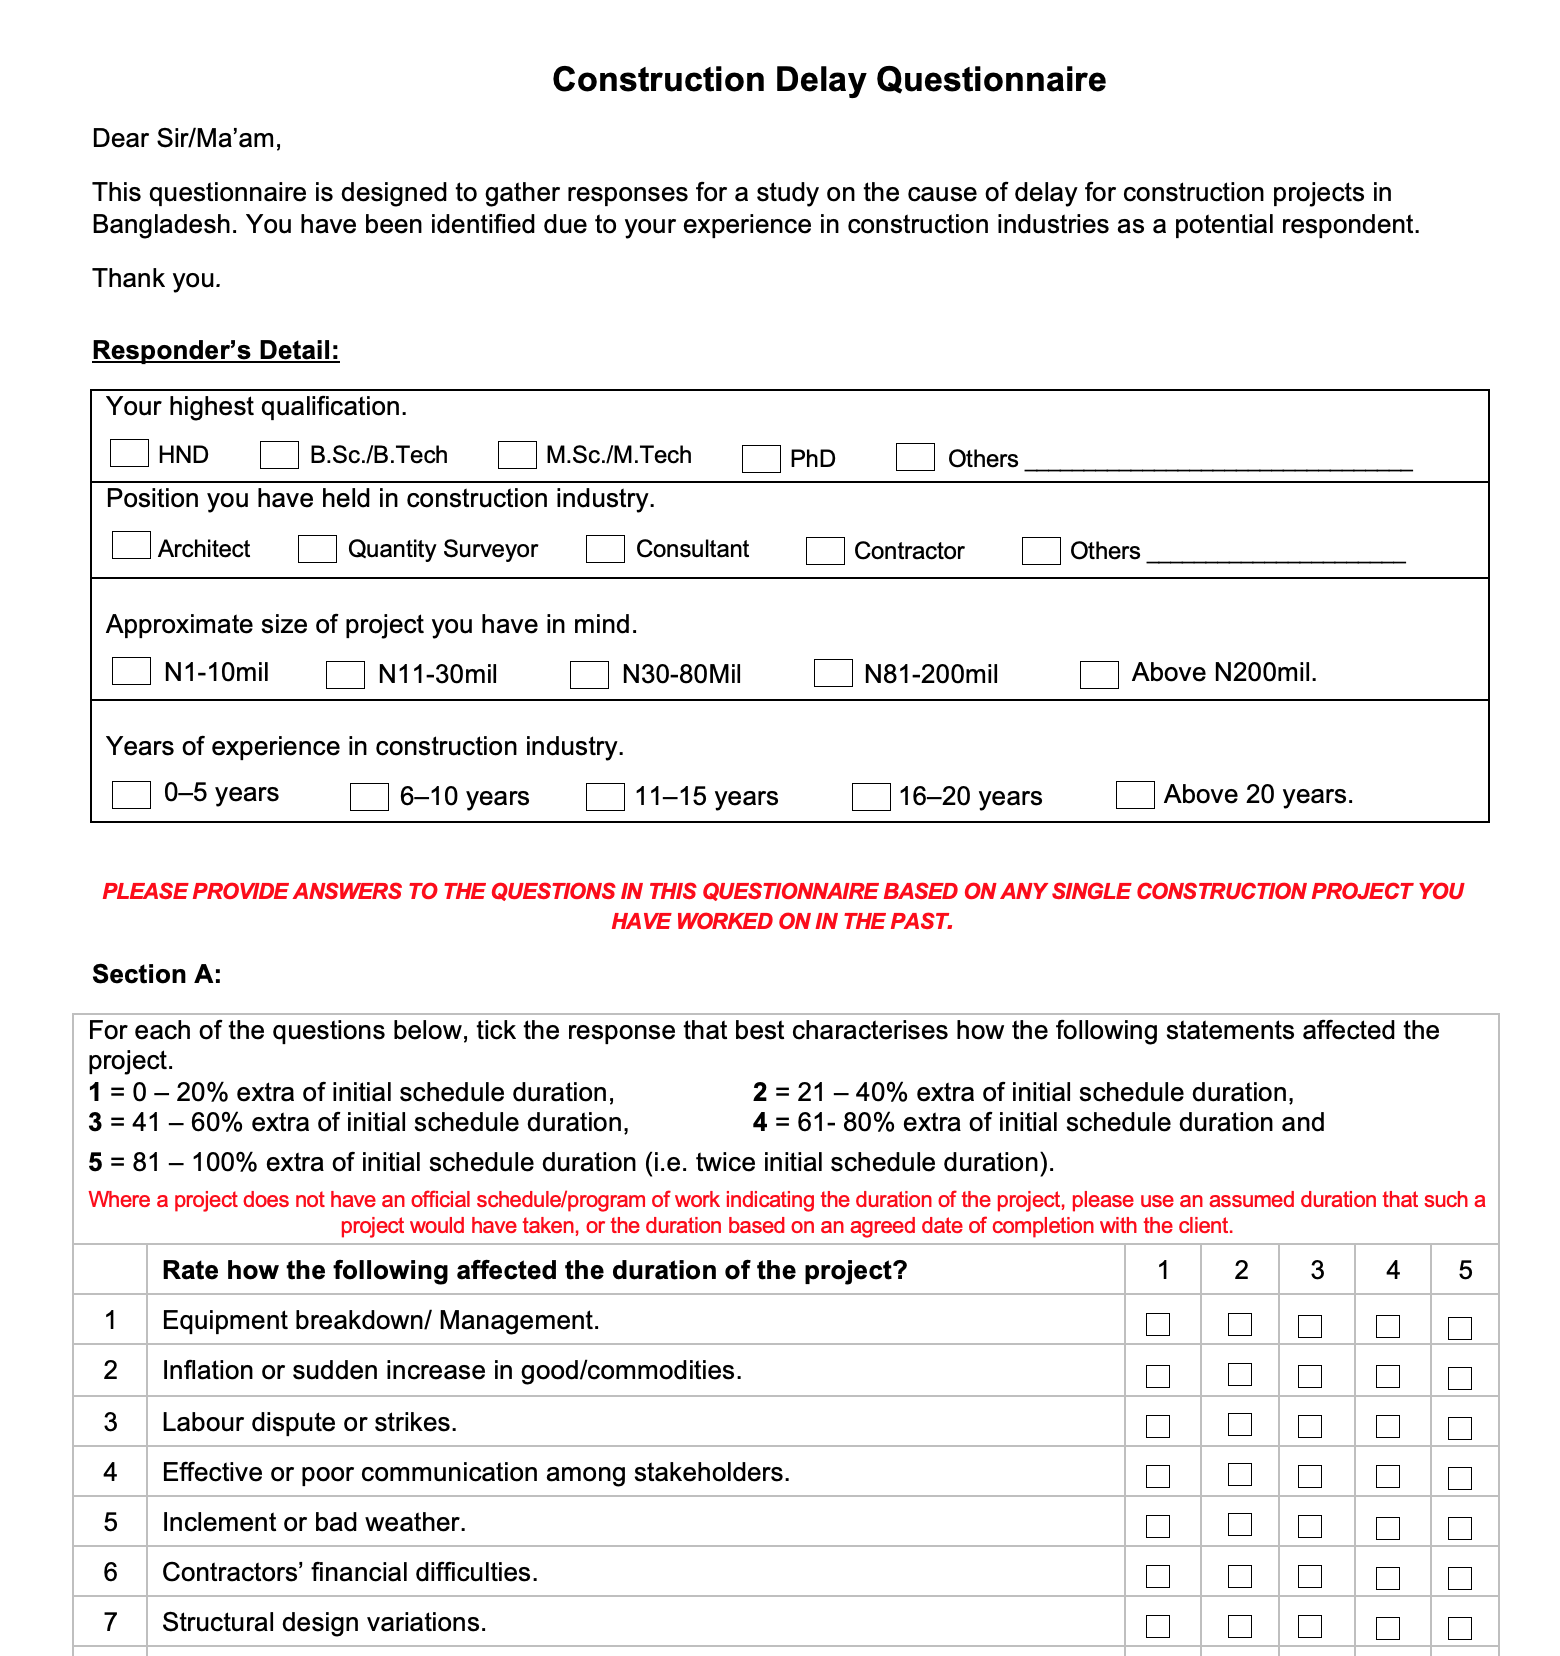 Construction Delay Questionnaire
Dear Sir/Ma’am,
This questionnaire is designed to gather responses for a study on the cause of delay for construction projects in
Bangladesh. You have been identified due to your experience in construction industries as a potential respondent.
Thank you.
Responder’s Detail:
Your highest qualification.
HND B.Sc./B.Tech M.Sc./M.Tech PhD Others ______________________________
Position you have held in construction industry.
Architect Quantity Surveyor Consultant Contractor Others ____________________
Approximate size of project you have in mind.
N1-10mil N11-30mil N30-80Mil N81-200mil Above N200mil.
Years of experience in construction industry.
0–5 years 6–10 years 11–15 years 16–20 years Above 20 years.
PLEASE PROVIDE ANSWERS TO THE QUESTIONS IN THIS QUESTIONNAIRE BASED ON ANY SINGLE CONSTRUCTION PROJECT YOU
HAVE WORKED ON IN THE PAST.
Section A:
For each of the questions below, tick the response that best characterises how the following statements affected the
project.
1 = 0 – 20% extra of initial schedule duration, 2 = 21 – 40% extra of initial schedule duration,
3 = 41 – 60% extra of initial schedule duration, 4 = 61- 80% extra of initial schedule duration and
5 = 81 – 100% extra of initial schedule duration (i.e. twice initial schedule duration).
Where a project does not have an official schedule/program of work indicating the duration of the project, please use an assumed duration that such a
project would have taken, or the duration based on an agreed date of completion with the client.
Rate how the following affected the duration of the project? 1 2 3 4 5
1 Equipment breakdown/ Management.
2 Inflation or sudden increase in good/commodities.
3 Labour dispute or strikes.
4 Effective or poor communication among stakeholders.
5 Inclement or bad weather.
6 Contractors’ financial difficulties.
7 Structural design variations.